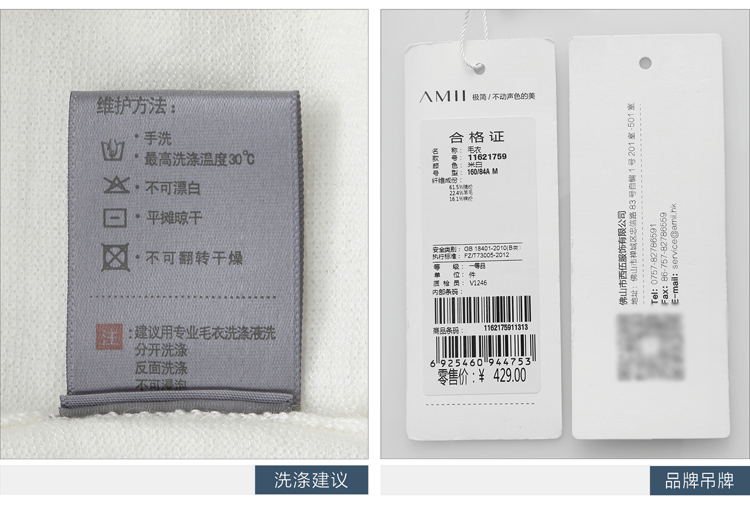 维护方法：
· 手洗
· 最高洗涤温度30℃
· 不可漂白
· 平摊晾干
· 不可翻转干燥
注：建议用专业毛衣洗涤液洗
分开洗涤
反面洗涤
不可浸泡
洗涤建议
AMII 极简 / 不动声色的美
合格证
名 称：毛衣
款 号：11621759
颜 色：米白
号 型：160/84A M
纤维成份：
安全类别：GB 18401-2010(B类)
执行标准：FZ/T73005-2012
等 级：一等品
单 位：件
质 检 员：V1246
内部条码：
1162175911313
商品条码：
6925460944753
零售价：￥ 429.00
佛山市西伍服饰有限公司
Tel: 0757-82786591
Fax: 86-757-82786559
E-mail: service@amii.hk
品牌吊牌